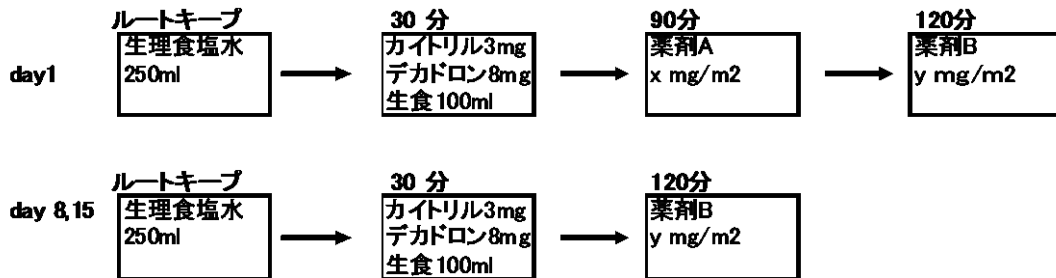 ルートキープ 30 分 90分 120分
day1
生理食塩水
250ml
カイトリル3mg
デカドロン8mg
生食100ml
薬剤A
x mg/m2
薬剤B
y mg/m2
ルートキープ 30 分 120分
day 8,15
生理食塩水
250ml
カイトリル3mg
デカドロン8mg
生食100ml
薬剤B
y mg/m2